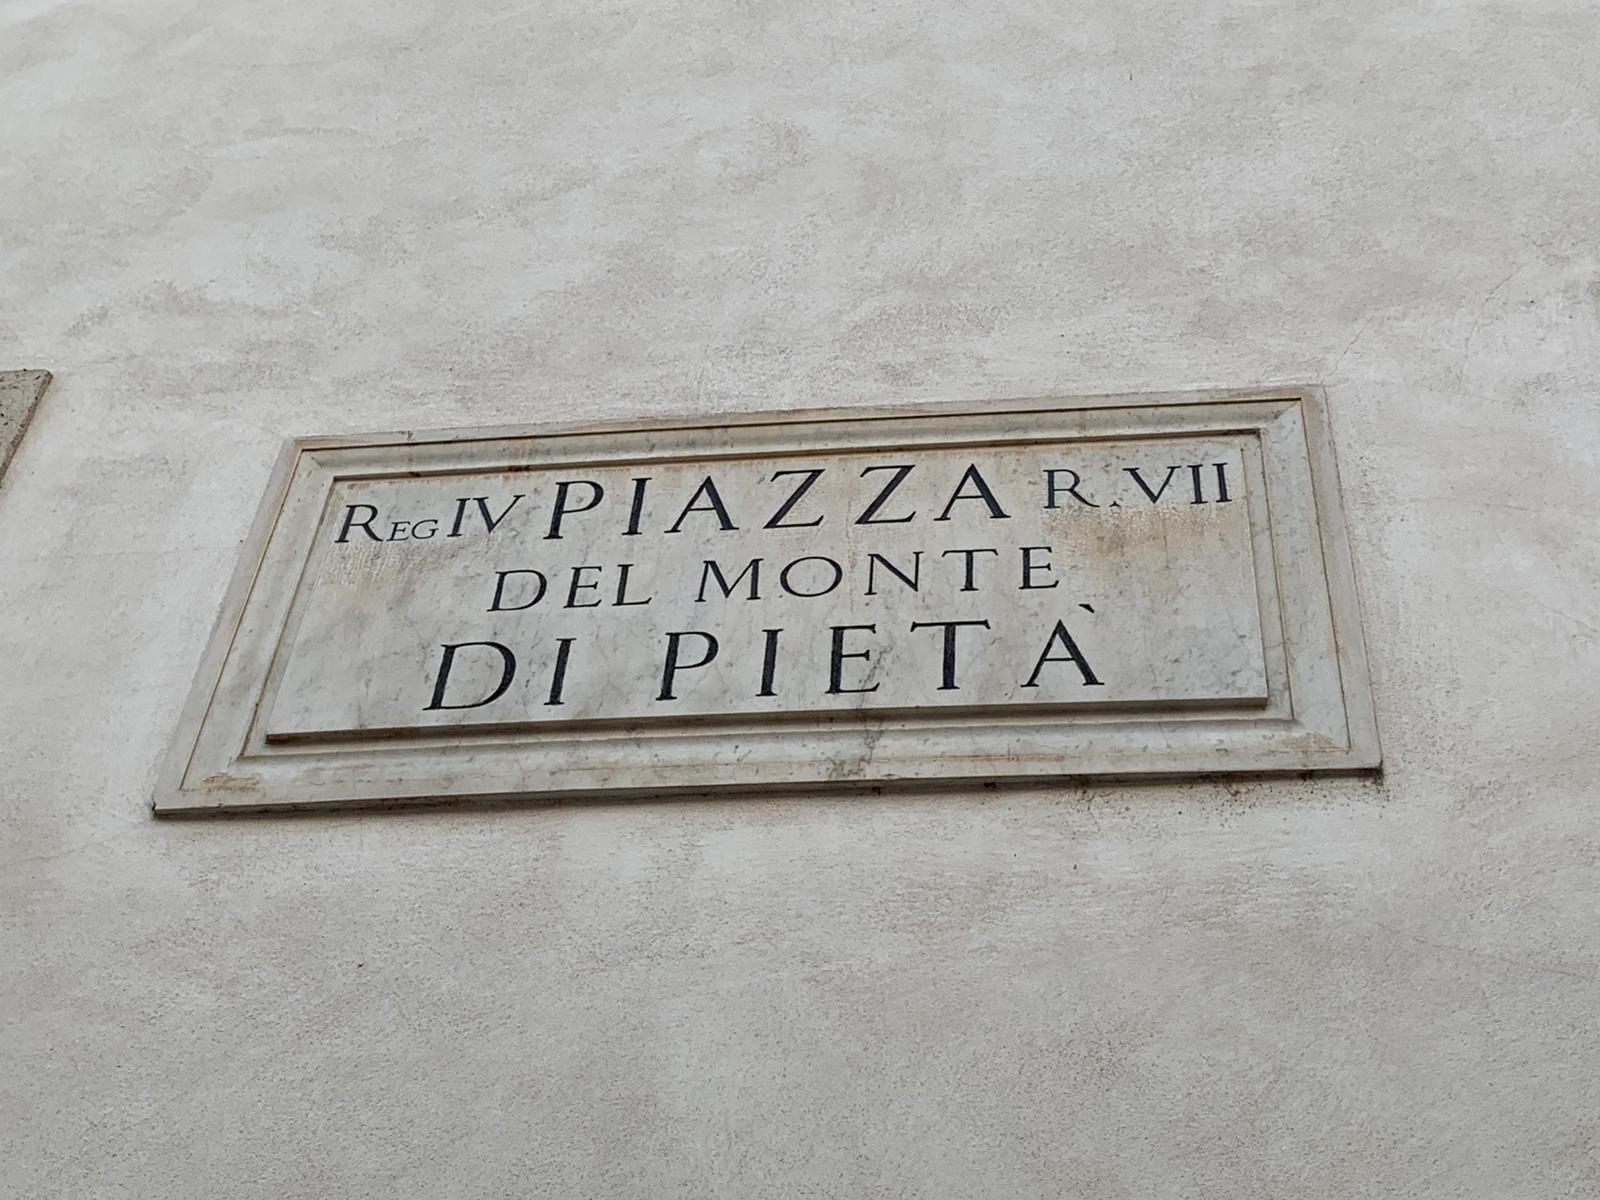 REG IV PIAZZA R. VII
DEL MONTE
DI PIETÀ